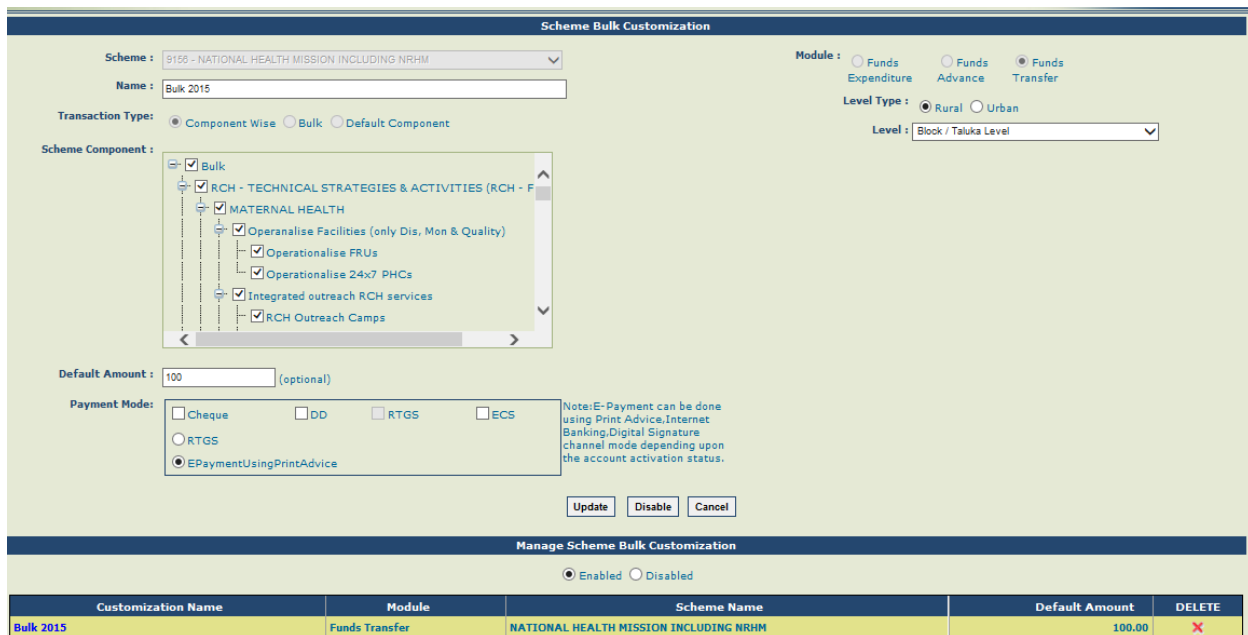 Scheme Bulk Customization
Scheme : 9156 - NATIONAL HEALTH MISSION INCLUDING NRHM
Module : Funds Expenditure Funds Advance Funds Transfer
Name : Bulk 2015
Level Type : Rural Urban
Transaction Type: Component Wise Bulk Default Component
Level : Block / Taluka Level
Scheme Component :
Bulk
RCH - TECHNICAL STRATEGIES & ACTIVITIES (RCH - F
MATERNAL HEALTH
Operanalise Facilities (only Dis, Mon & Quality)
Operationalise FRUs
Operationalise 24x7 PHCs
Integrated outreach RCH services
RCH Outreach Camps
Default Amount : 100 (optional)
Payment Mode:
Cheque DD RTGS ECS
RTGS
EPaymentUsingPrintAdvice
Note:E-Payment can be done
using Print Advice,Internet
Banking,Digital Signature
channel mode depending upon
the account activation status.
Update Disable Cancel
Manage Scheme Bulk Customization
Enabled Disabled
Customization Name Module Scheme Name Default Amount DELETE
Bulk 2015 Funds Transfer NATIONAL HEALTH MISSION INCLUDING NRHM 100.00